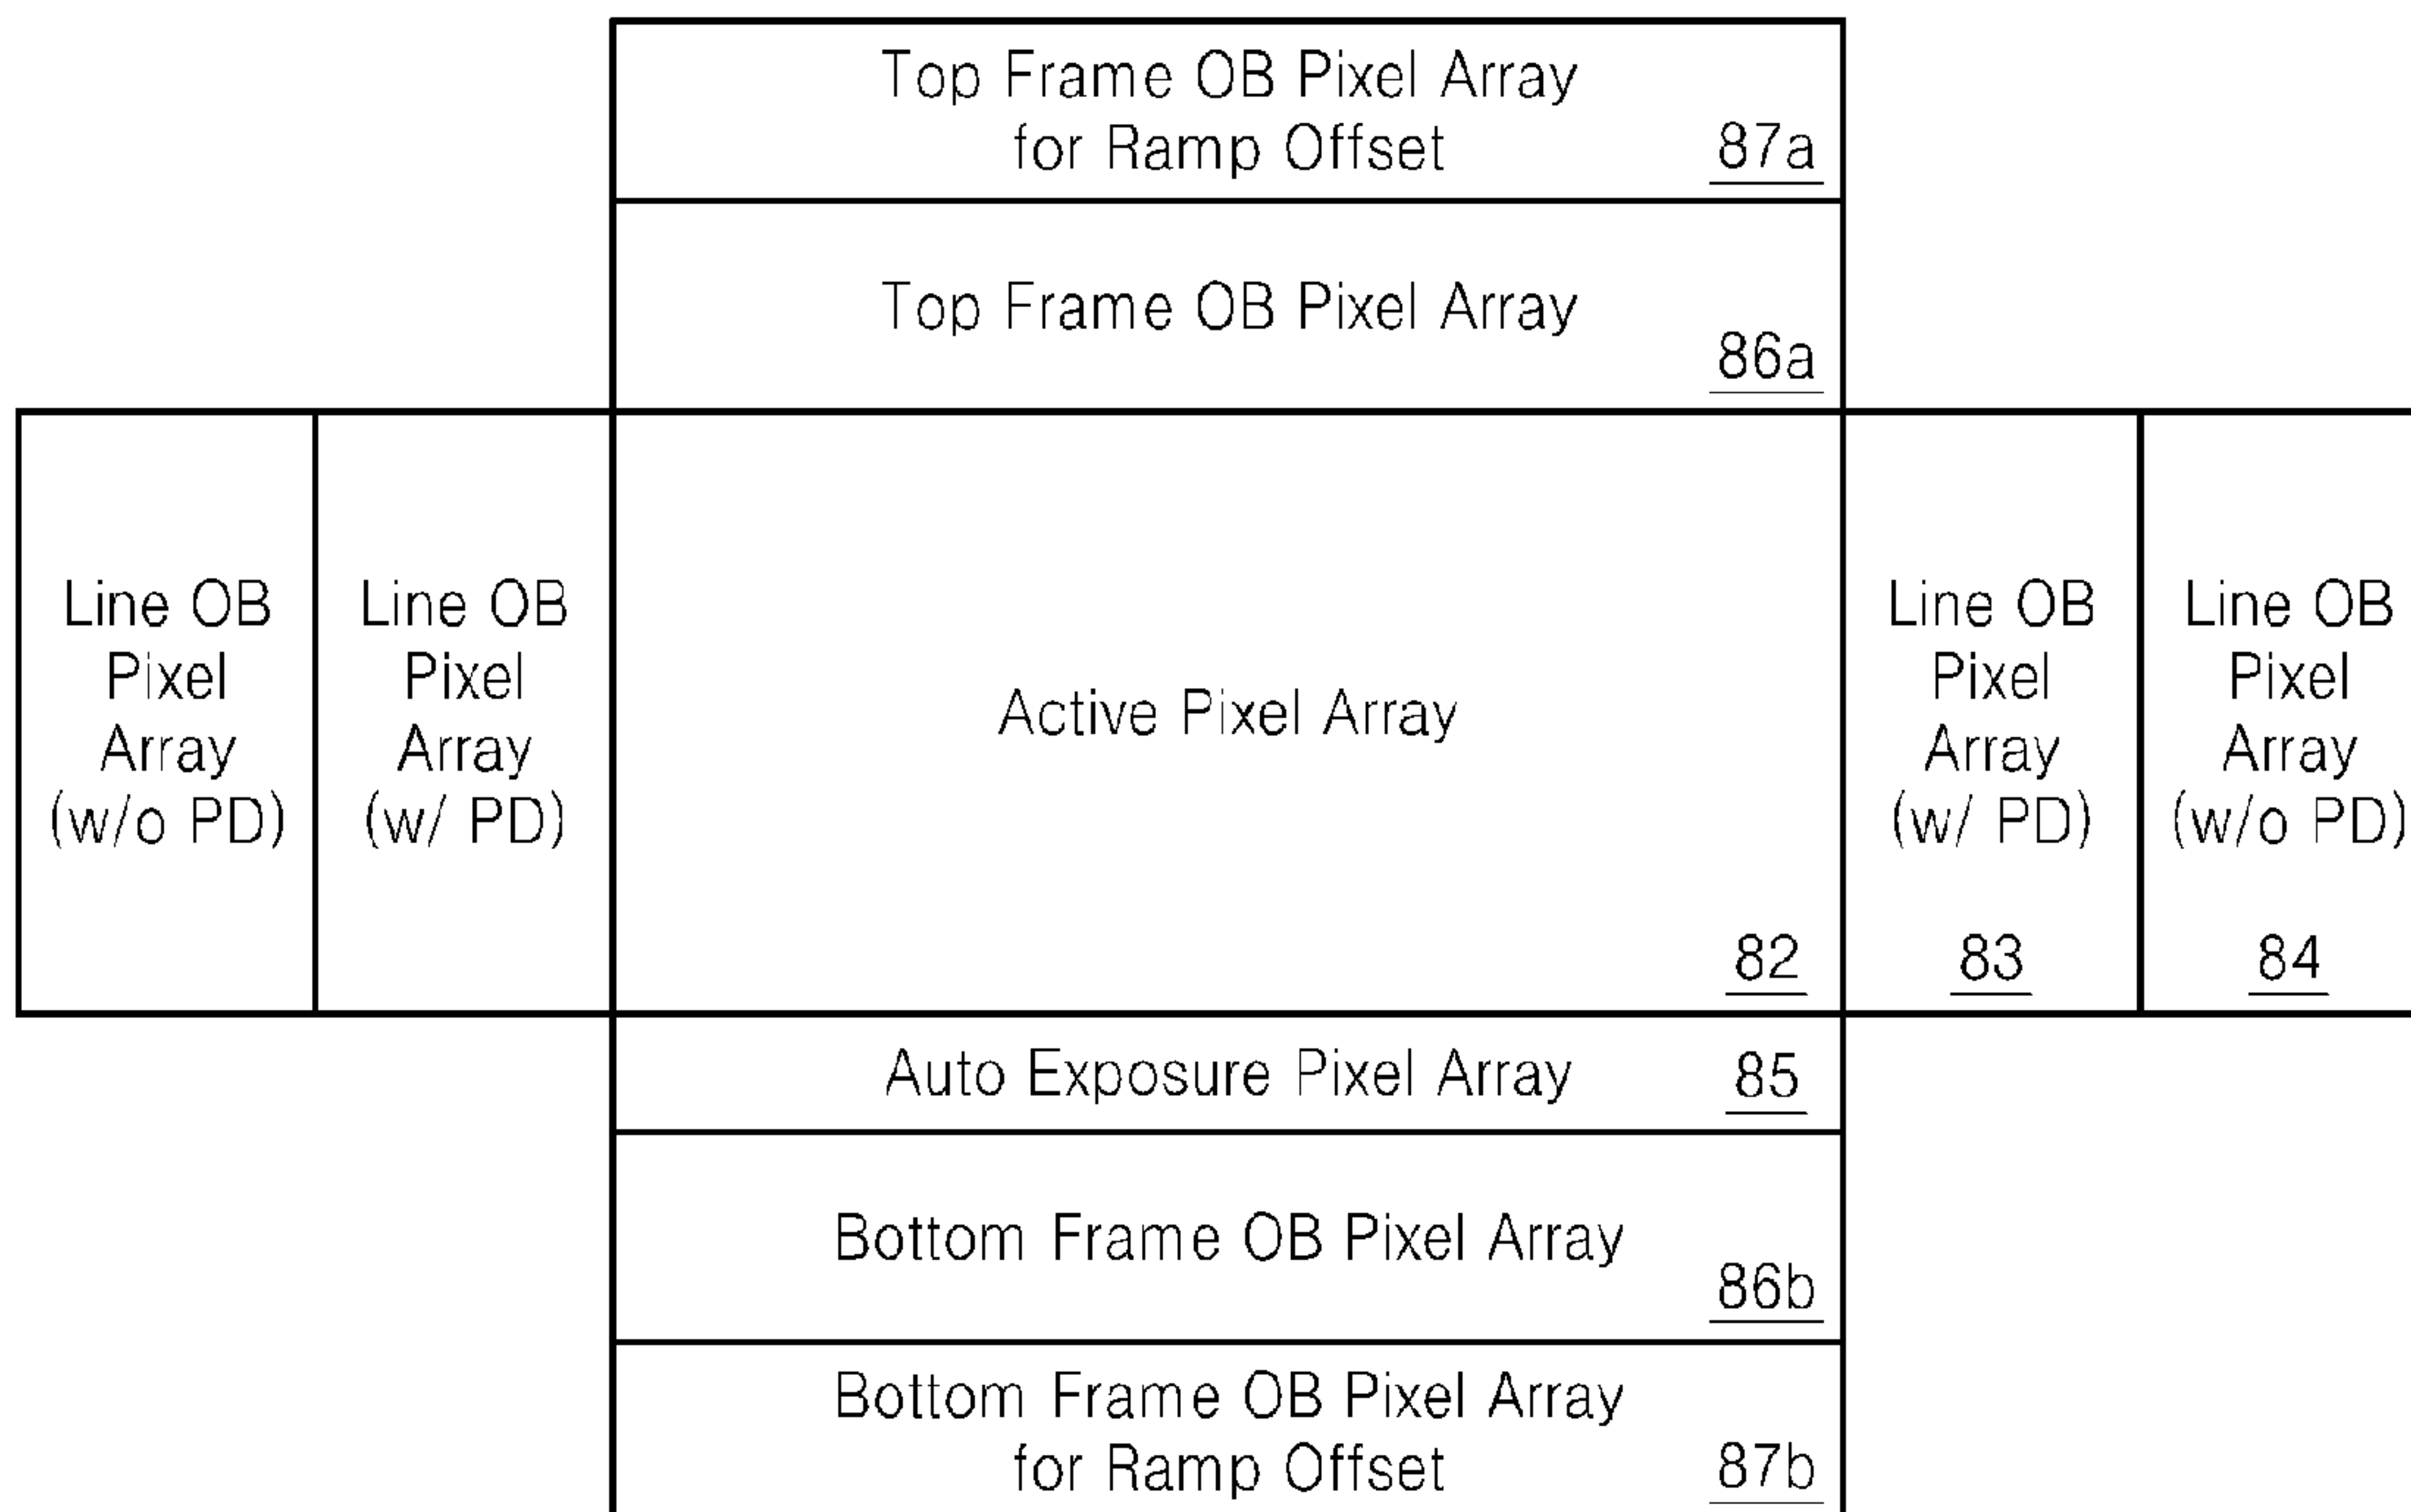 Top Frame OB Pixel Array
for Ramp Offset
87a
Top Frame OB Pixel Array
86a
Line OB
Pixel
Array
(w/o PD)
Line OB
Pixel
Array
(w/ PD)
Active Pixel Array
82
Line OB
Pixel
Array
(w/ PD)
83
Line OB
Pixel
Array
(w/o PD)
84
Auto Exposure Pixel Array
85
Bottom Frame OB Pixel Array
86b
Bottom Frame OB Pixel Array
for Ramp Offset
87b